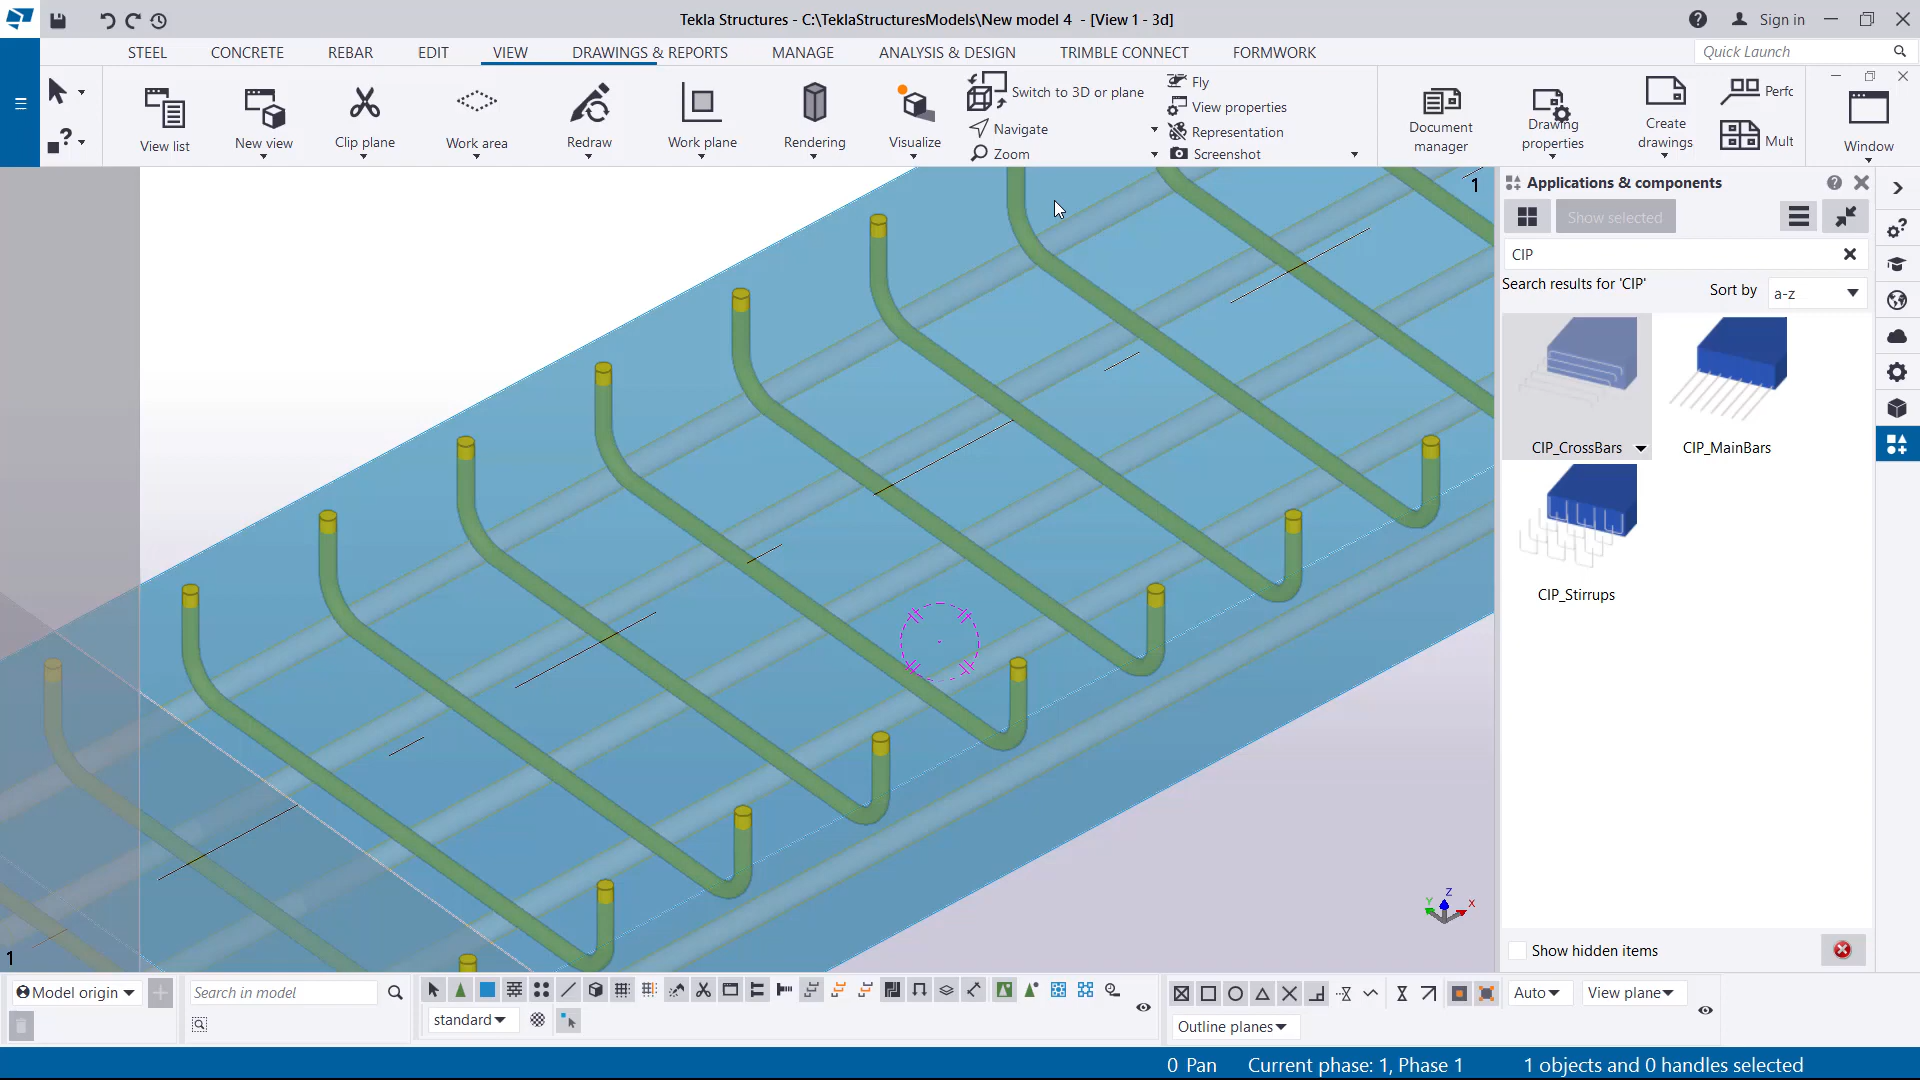 Tekla Structures - C:\TeklaStructuresModels\New model 4 - [View 1 - 3d]
Sign in
STEEL CONCRETE REBAR EDIT VIEW DRAWINGS & REPORTS MANAGE ANALYSIS & DESIGN TRIMBLE CONNECT FORMWORK
Quick Launch
View list
New view
Clip plane
Work area
Redraw
Work plane
Rendering
Visualize
Switch to 3D or plane
Navigate
Zoom
Fly
View properties
Representation
Screenshot
Document
manager
Drawing
properties
Create
drawings
Perfc
Mult
Window
1
Applications & components
Show selected
CIP
Search results for 'CIP'
Sort by
a-z
CIP_CrossBars
CIP_MainBars
CIP_Stirrups
Z
Y
X
1
Show hidden items
Model origin
Search in model
standard
Auto
View plane
Outline planes
0 Pan
Current phase: 1, Phase 1
1 objects and 0 handles selected